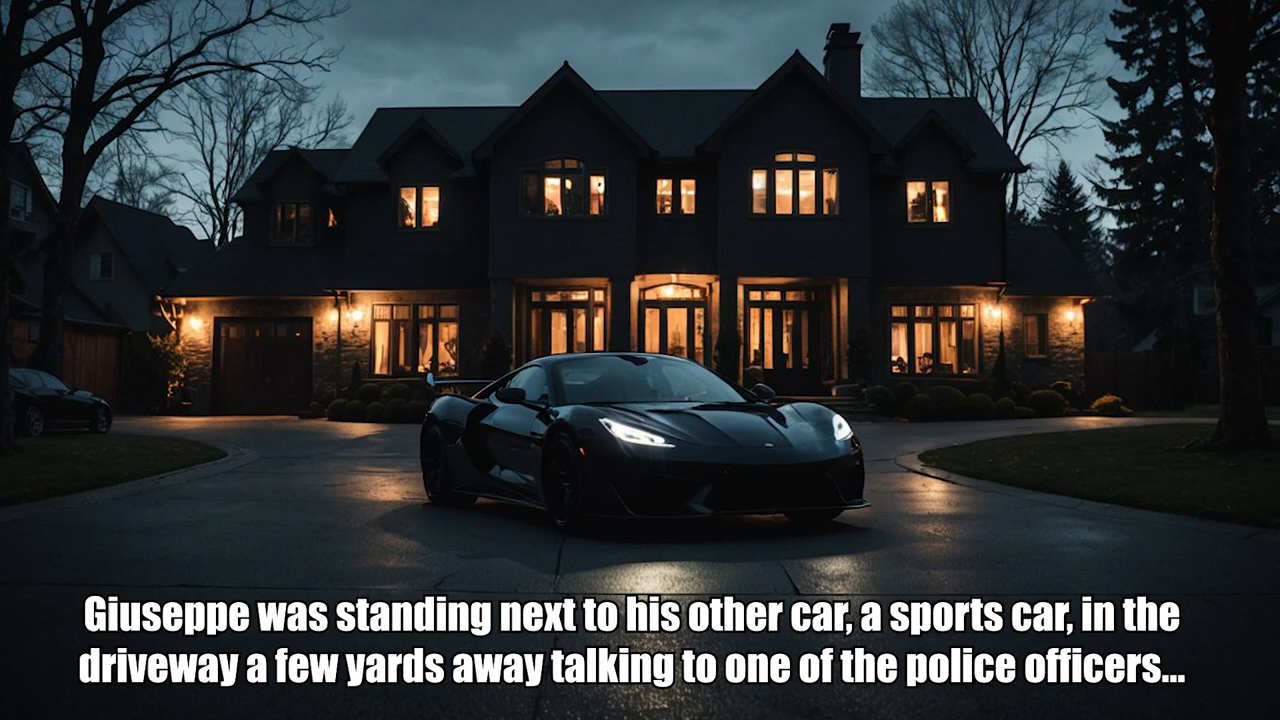 Giuseppe was standing next to his other car, a sports car, in the
driveway a few yards away talking to one of the police officers...